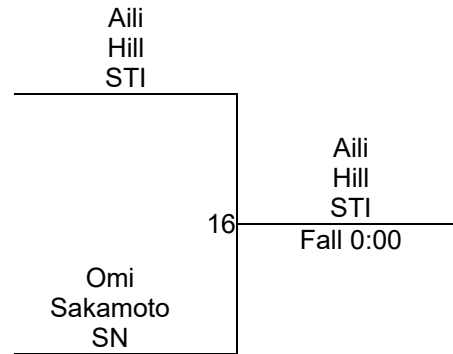 Aili
Hill
STI
16
Aili
Hill
STI
Fall 0:00
Omi
Sakamoto
SN